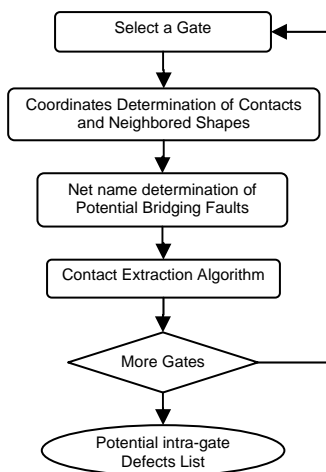 Select a Gate
Coordinates Determination of Contacts
and Neighbored Shapes
Net name determination of
Potential Bridging Faults
Contact Extraction Algorithm
More Gates
Potential intra-gate
Defects List